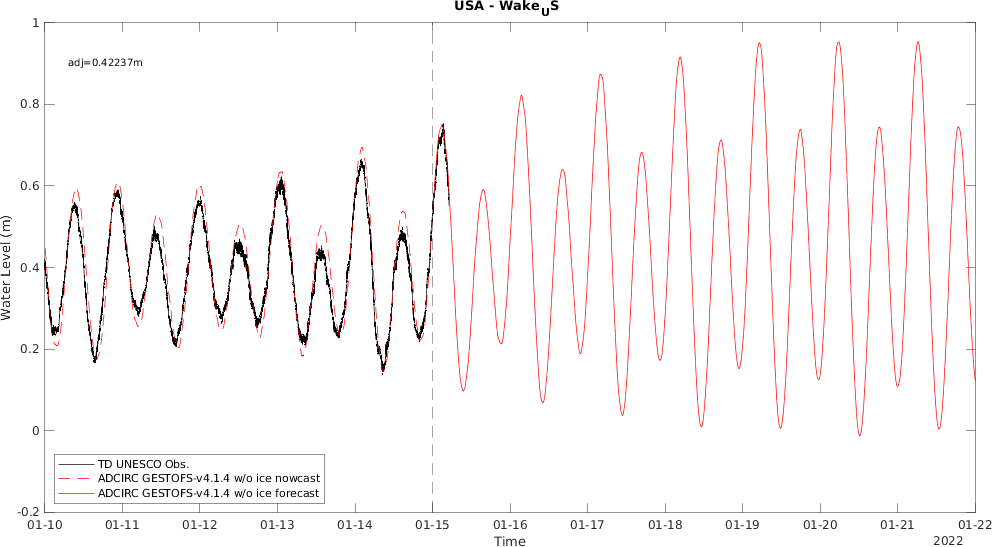 USA - Wake_US
adj=0.42237m
1
0.8
0.6
0.4
0.2
0
-0.2
Water Level (m)
TD UNESCO Obs.
ADCIRC GESTOFS-v4.1.4 w/o ice nowcast
ADCIRC GESTOFS-v4.1.4 w/o ice forecast
01-10 01-11 01-12 01-13 01-14 01-15 01-16 01-17 01-18 01-19 01-20 01-21 01-22
Time
2022